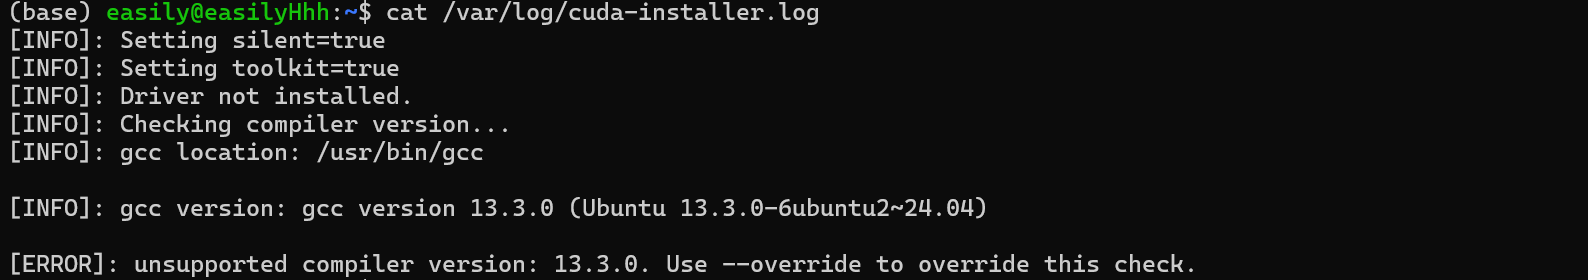 (base) easily@easilyHhh:~$ cat /var/log/cuda-installer.log
[INFO]: Setting silent=true
[INFO]: Setting toolkit=true
[INFO]: Driver not installed.
[INFO]: Checking compiler version...
[INFO]: gcc location: /usr/bin/gcc
[INFO]: gcc version: gcc version 13.3.0 (Ubuntu 13.3.0-6ubuntu2~24.04)
[ERROR]: unsupported compiler version: 13.3.0. Use --override to override this check.